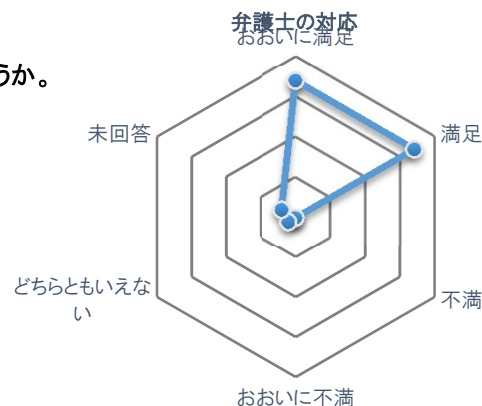 弁護士の対応
おおいに満足
うか。
未回答
満足
どちらともいえな
い
不満
おおいに不満